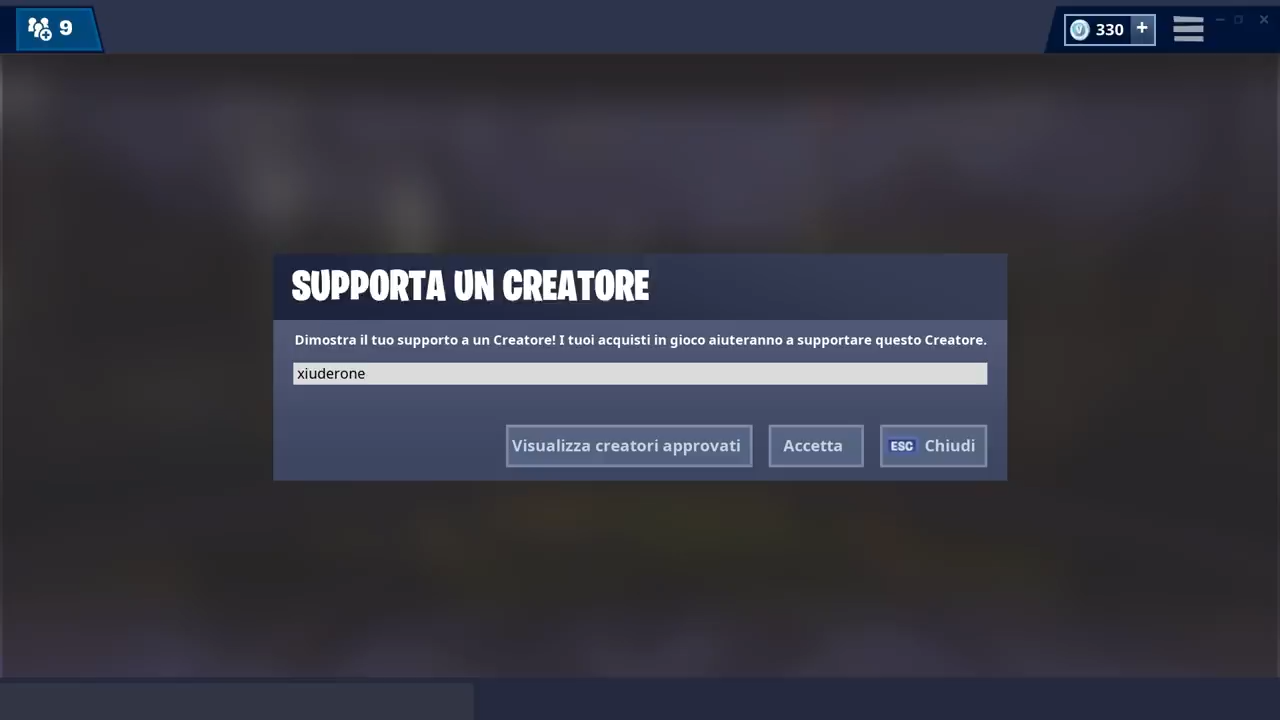 9
330 +
SUPPORTA UN CREATORE
Dimostra il tuo supporto a un Creatore! I tuoi acquisti in gioco aiuteranno a supportare questo Creatore.
xiuderone
Visualizza creatori approvati
Accetta
ESC Chiudi